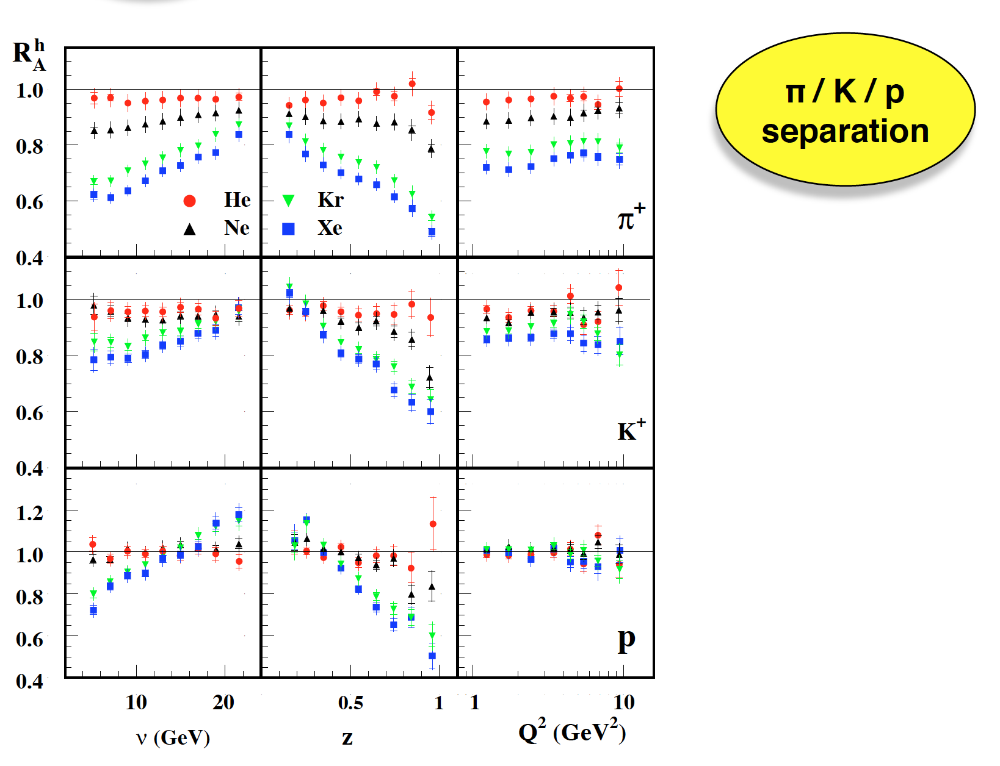 R^h_A
1.0
0.8
0.6
0.4
He
Ne
Kr
Xe
π+
1.0
0.8
0.6
0.4
K+
1.2
1.0
0.8
0.6
0.4
p
10
20
0.5
1
1
10
ν (GeV)
z
Q² (GeV²)
π / K / p
separation